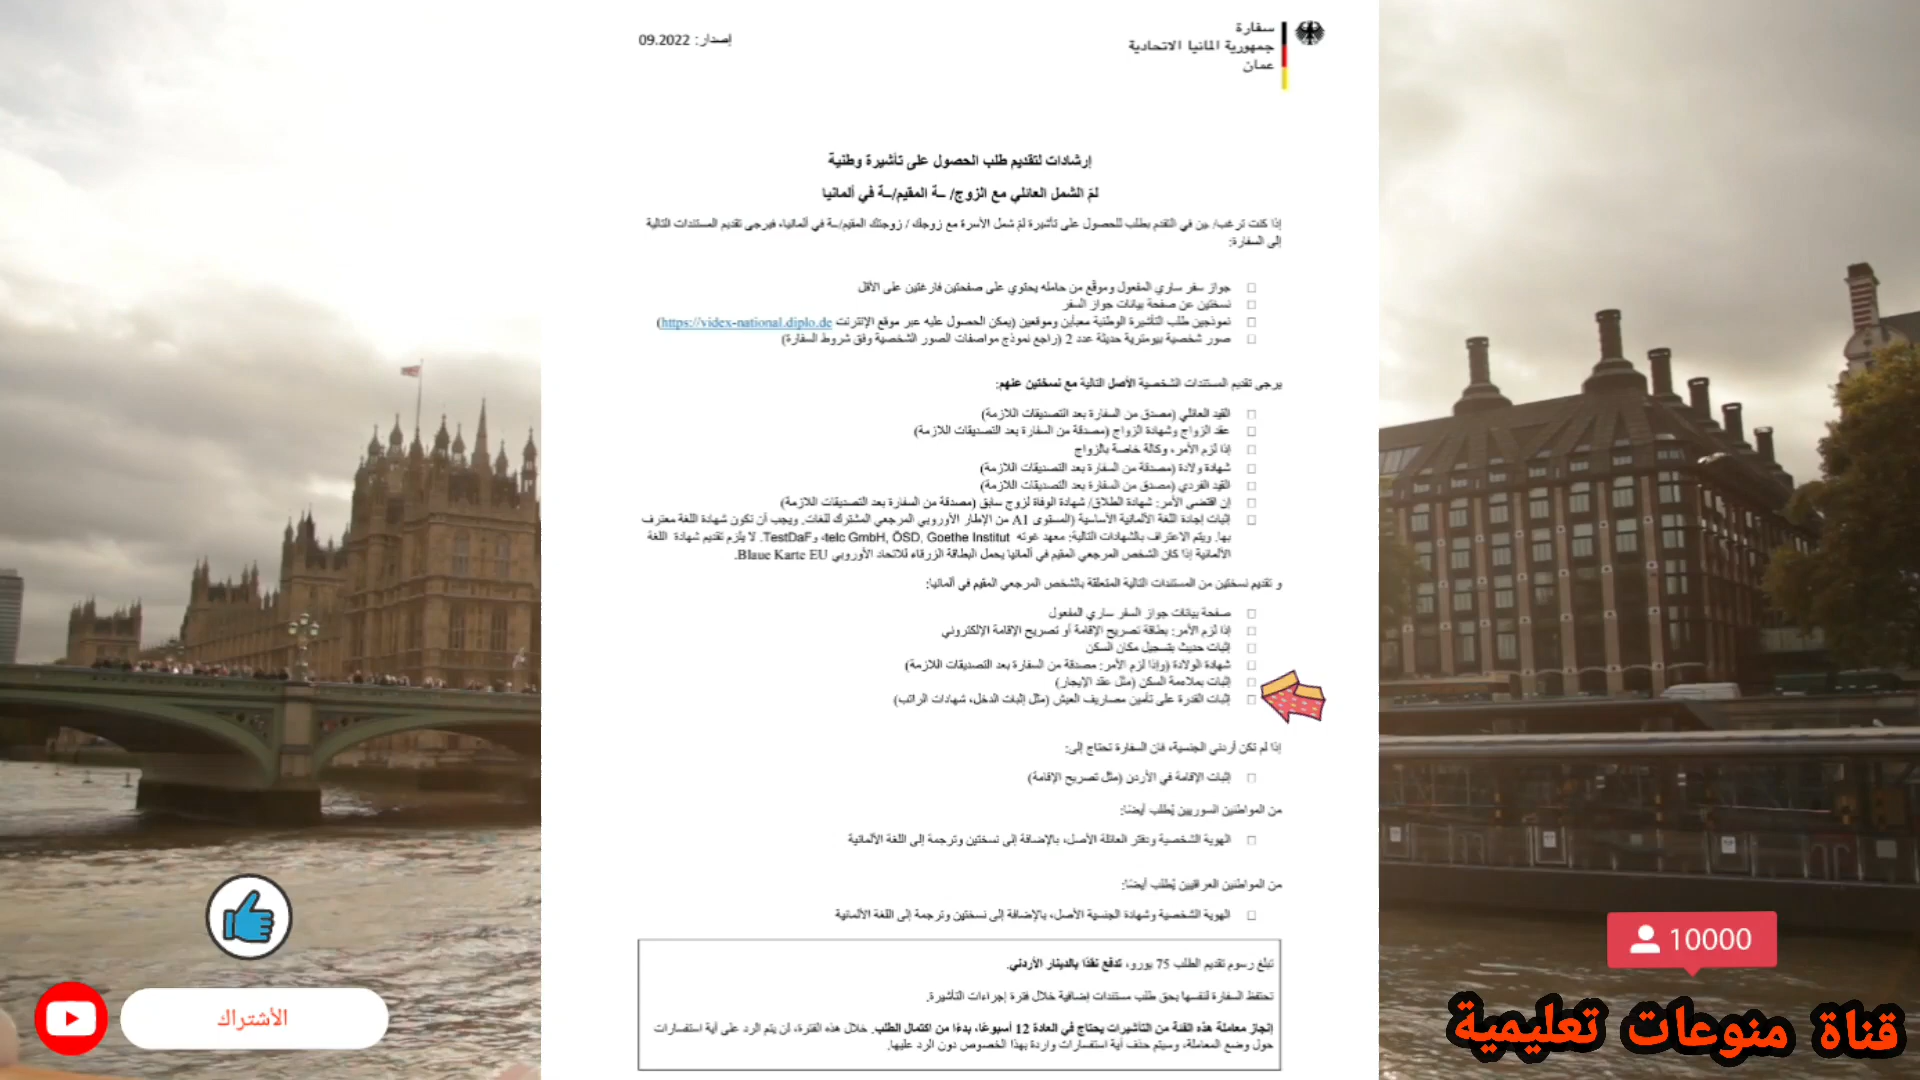 سفارة
جمهورية المانيا الاتحادية
عمان
إصدار: 09.2022
إرشادات لتقديم طلب الحصول على تأشيرة وطنية
لمّ الشمل العائلي مع الزوج/ ـة المقيم/ـة في ألمانيا
إذا كنت ترغب/ ين في التقدم بطلب للحصول على تأشيرة لمّ شمل الأسرة مع زوجك / زوجتك المقيم/ـة في ألمانيا، فيرجى تقديم المستندات التالية
إلى السفارة:
□ جواز سفر ساري المفعول وموقّع من حامله يحتوي على صفحتين فارغتين على الأقل
□ نسختين عن صفحة بيانات جواز السفر
□ نموذجين طلب التأشيرة الوطنية معبأين وموقعين (يمكن الحصول عليه عبر موقع الإنترنت https://videx-national.diplo.de)
□ صور شخصية بيومترية حديثة عدد 2 (راجع نموذج مواصفات الصور الشخصية وفق شروط السفارة)
يرجى تقديم المستندات الشخصية الأصل التالية مع نسختين عنهم:
□ القيد العائلي (مصدق من السفارة بعد التصديقات اللازمة)
□ عقد الزواج وشهادة الزواج (مصدقة من السفارة بعد التصديقات اللازمة)
□ إذا لزم الأمر، وكالة خاصة بالزواج
□ شهادة ولادة (مصدقة من السفارة بعد التصديقات اللازمة)
□ القيد الفردي (مصدق من السفارة بعد التصديقات اللازمة)
□ إن اقتضى الأمر: شهادة الطلاق/ شهادة الوفاة لزوج سابق (مصدقة من السفارة بعد التصديقات اللازمة)
□ إثبات إجادة اللغة الألمانية الأساسية (المستوى A1 من الإطار الأوروبي المرجعي المشترك للغات. ويجب أن تكون شهادة اللغة معترف
بها. ويتم الاعتراف بالشهادات التالية: معهد غوته telc GmbH, ÖSD, Goethe Institut، وTestDaF. لا يلزم تقديم شهادة اللغة
الألمانية إذا كان الشخص المرجعي المقيم في ألمانيا يحمل البطاقة الزرقاء للاتحاد الأوروبي Blaue Karte EU.
و تقديم نسختين من المستندات التالية المتعلقة بالشخص المرجعي المقيم في ألمانيا:
□ صفحة بيانات جواز السفر ساري المفعول
□ إذا لزم الأمر: بطاقة تصريح الإقامة أو تصريح الإقامة الإلكتروني
□ إثبات حديث بتسجيل مكان السكن
□ شهادة الولادة (وإذا لزم الأمر: مصدقة من السفارة بعد التصديقات اللازمة)
□ إثبات بملاءمة السكن (مثل عقد الإيجار)
□ إثبات القدرة على تأمين مصاريف العيش (مثل إثبات الدخل، شهادات الراتب)
إذا لم تكن أردني الجنسية، فان السفارة تحتاج إلى:
□ إثبات الإقامة في الأردن (مثل تصريح الإقامة)
من المواطنين السوريين يُطلب أيضًا:
□ الهوية الشخصية ودفتر العائلة الأصل، بالإضافة إلى نسختين وترجمة إلى اللغة الألمانية
من المواطنين العراقيين يُطلب أيضًا:
□ الهوية الشخصية وشهادة الجنسية الأصل، بالإضافة إلى نسختين وترجمة إلى اللغة الألمانية
تبلغ رسوم تقديم الطلب 75 يورو، تدفع نقدًا بالدينار الأردني.
تحتفظ السفارة لنفسها بحق طلب مستندات إضافية خلال فترة إجراءات التأشيرة.
إنجاز معاملة هذه الفئة من التأشيرات يحتاج في العادة 12 أسبوعًا، بدءًا من اكتمال الطلب. خلال هذه الفترة، لن يتم الرد على أية استفسارات
حول وضع المعاملة، وسيتم حذف أية استفسارات واردة بهذا الخصوص دون الرد عليها.
الأشتراك
10000
قناة منوعات تعليمية